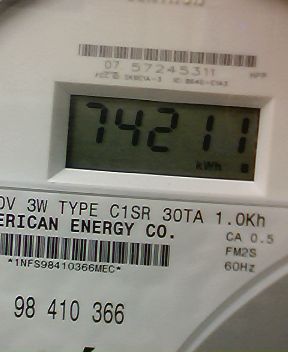 07 57245311
74211
kWh
0V 3W TYPE C1SR 30TA 1.0Kh
ERICAN ENERGY CO.
CA 0.5
FM2S
60Hz
*1NFS98410366MEC*
98 410 366